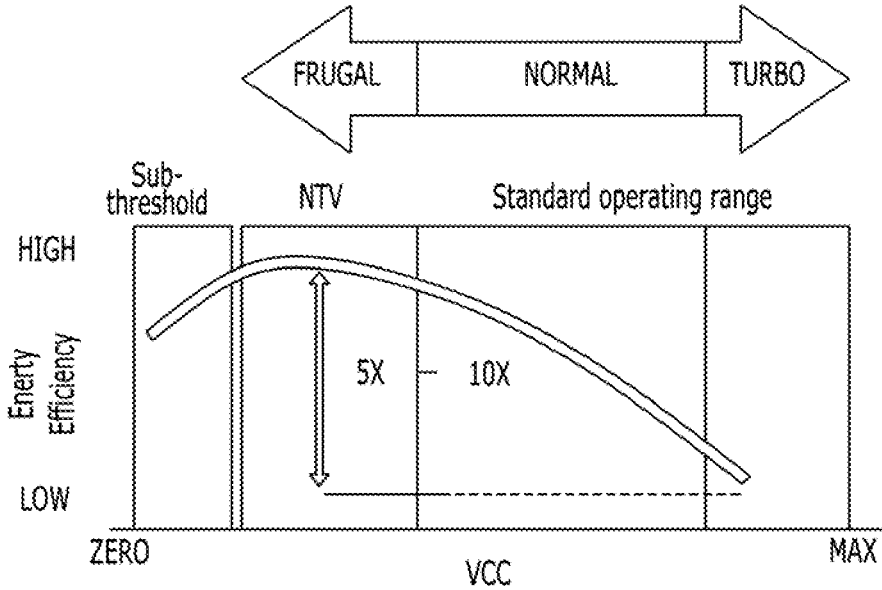 FRUGAL NORMAL TURBO
Sub-
threshold
NTV
Standard operating range
HIGH
Enerty
Efficiency
5X – 10X
LOW
ZERO
VCC
MAX